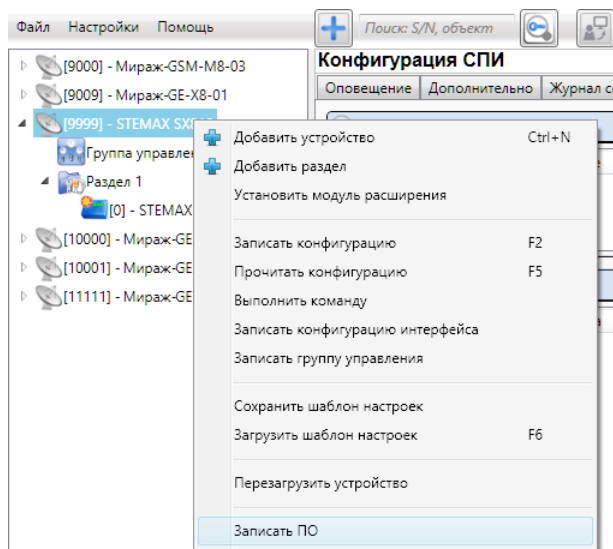 Файл Настройки Помощь
Поиск: S/N, объект
[9000] - Мираж-GSM-M8-03
[9009] - Мираж-GE-X8-01
[9999] - STEMAX
Группа
Раздел 1
[0] - STEMAX
[10000] - Мираж-GE
[10001] - Мираж-GE
[11111] - Мираж-GE
Конфигурация СПИ
Оповещение Дополнительно Журнал
Добавить устройство Ctrl+N
Добавить раздел
Установить модуль расширения
Записать конфигурацию F2
Прочитать конфигурацию F5
Выполнить команду
Записать конфигурацию интерфейса
Записать группу управления
Сохранить шаблон настроек
Загрузить шаблон настроек F6
Перезагрузить устройство
Записать ПО